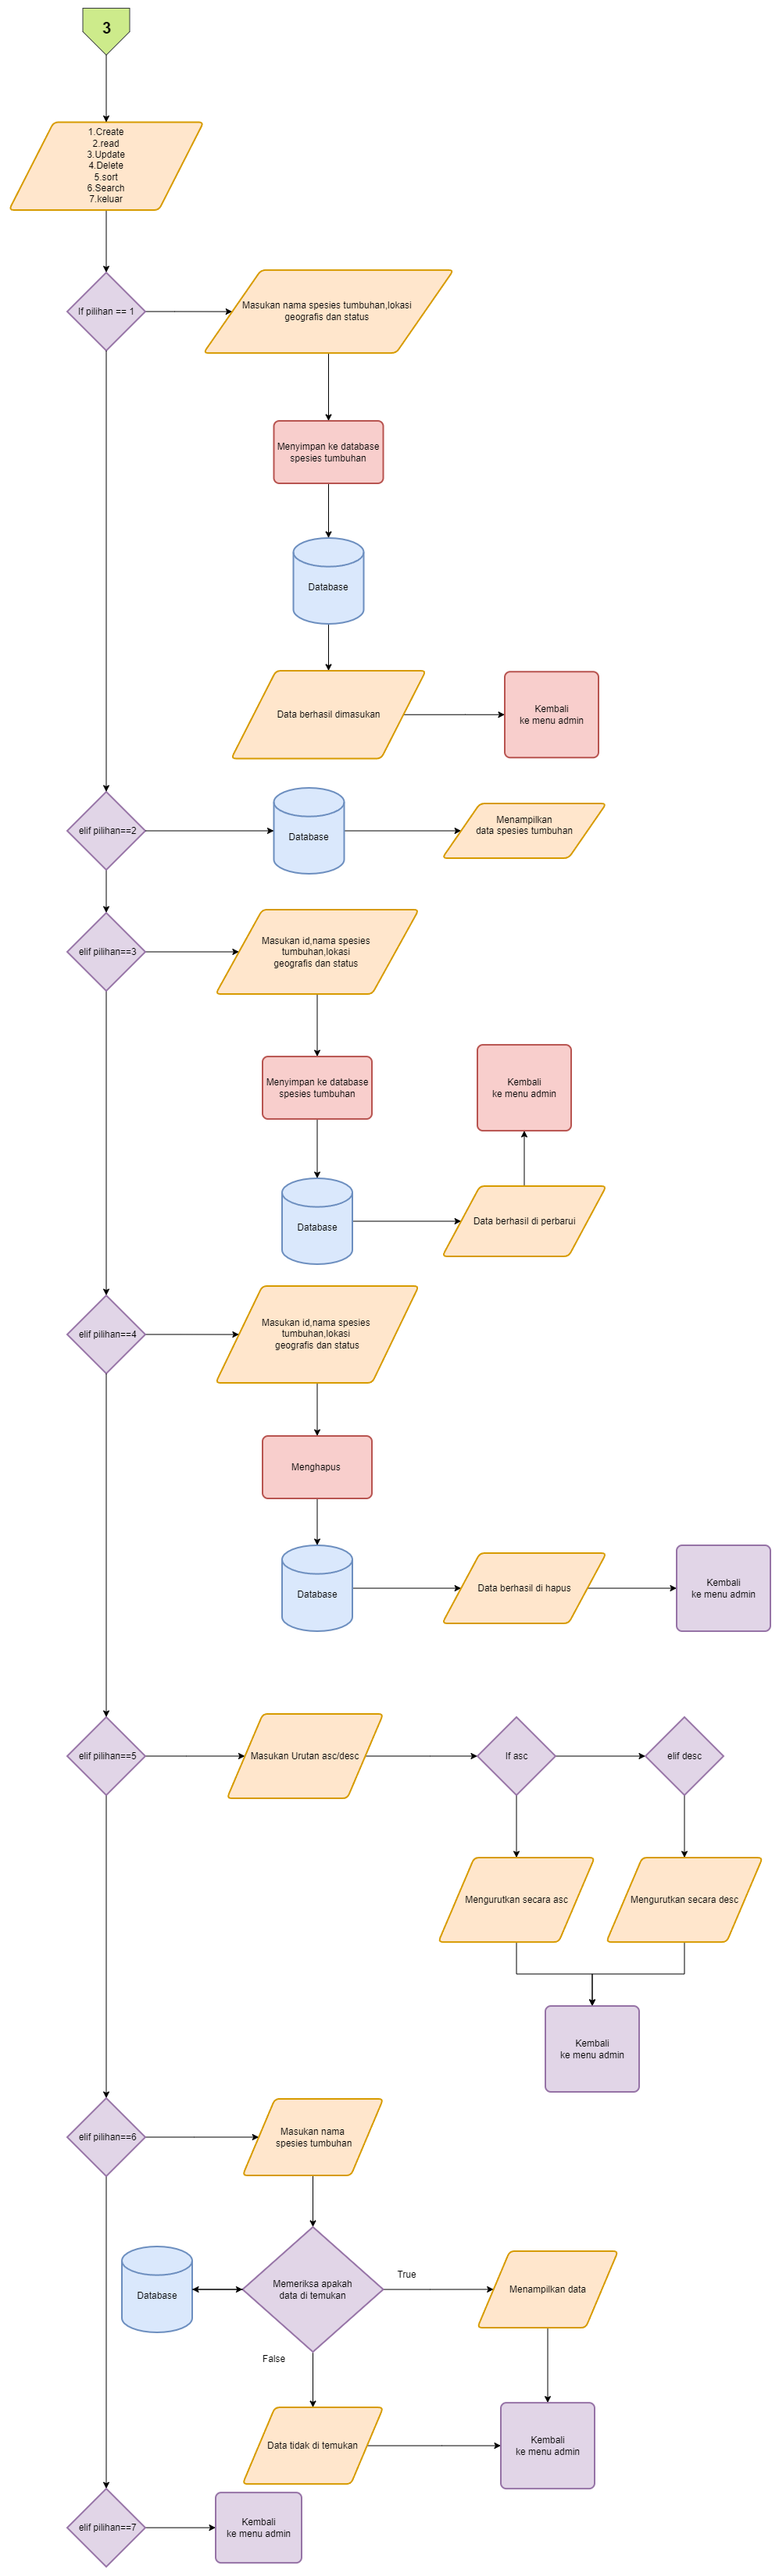 3
1.Create
2.read
3.Update
4.Delete
5.sort
6.Search
7.keluar
If pilihan == 1
Masukan nama spesies tumbuhan,lokasi
geografis dan status
Menyimpan ke database
spesies tumbuhan
Database
Data berhasil dimasukan
Kembali
ke menu admin
elif pilihan==2
Database
Menampilkan
data spesies tumbuhan
elif pilihan==3
Masukan id,nama spesies
tumbuhan,lokasi
geografis dan status
Menyimpan ke database
spesies tumbuhan
Kembali
ke menu admin
Database
Data berhasil di perbarui
elif pilihan==4
Masukan id,nama spesies
tumbuhan,lokasi
geografis dan status
Menghapus
Database
Data berhasil di hapus
Kembali
ke menu admin
elif pilihan==5
Masukan Urutan asc/desc
If asc
elif desc
Mengurutkan secara asc
Mengurutkan secara desc
Kembali
ke menu admin
elif pilihan==6
Masukan nama
spesies tumbuhan
Database
Memeriksa apakah
data di temukan
True
Menampilkan data
False
Data tidak di temukan
Kembali
ke menu admin
elif pilihan==7
Kembali
ke menu admin